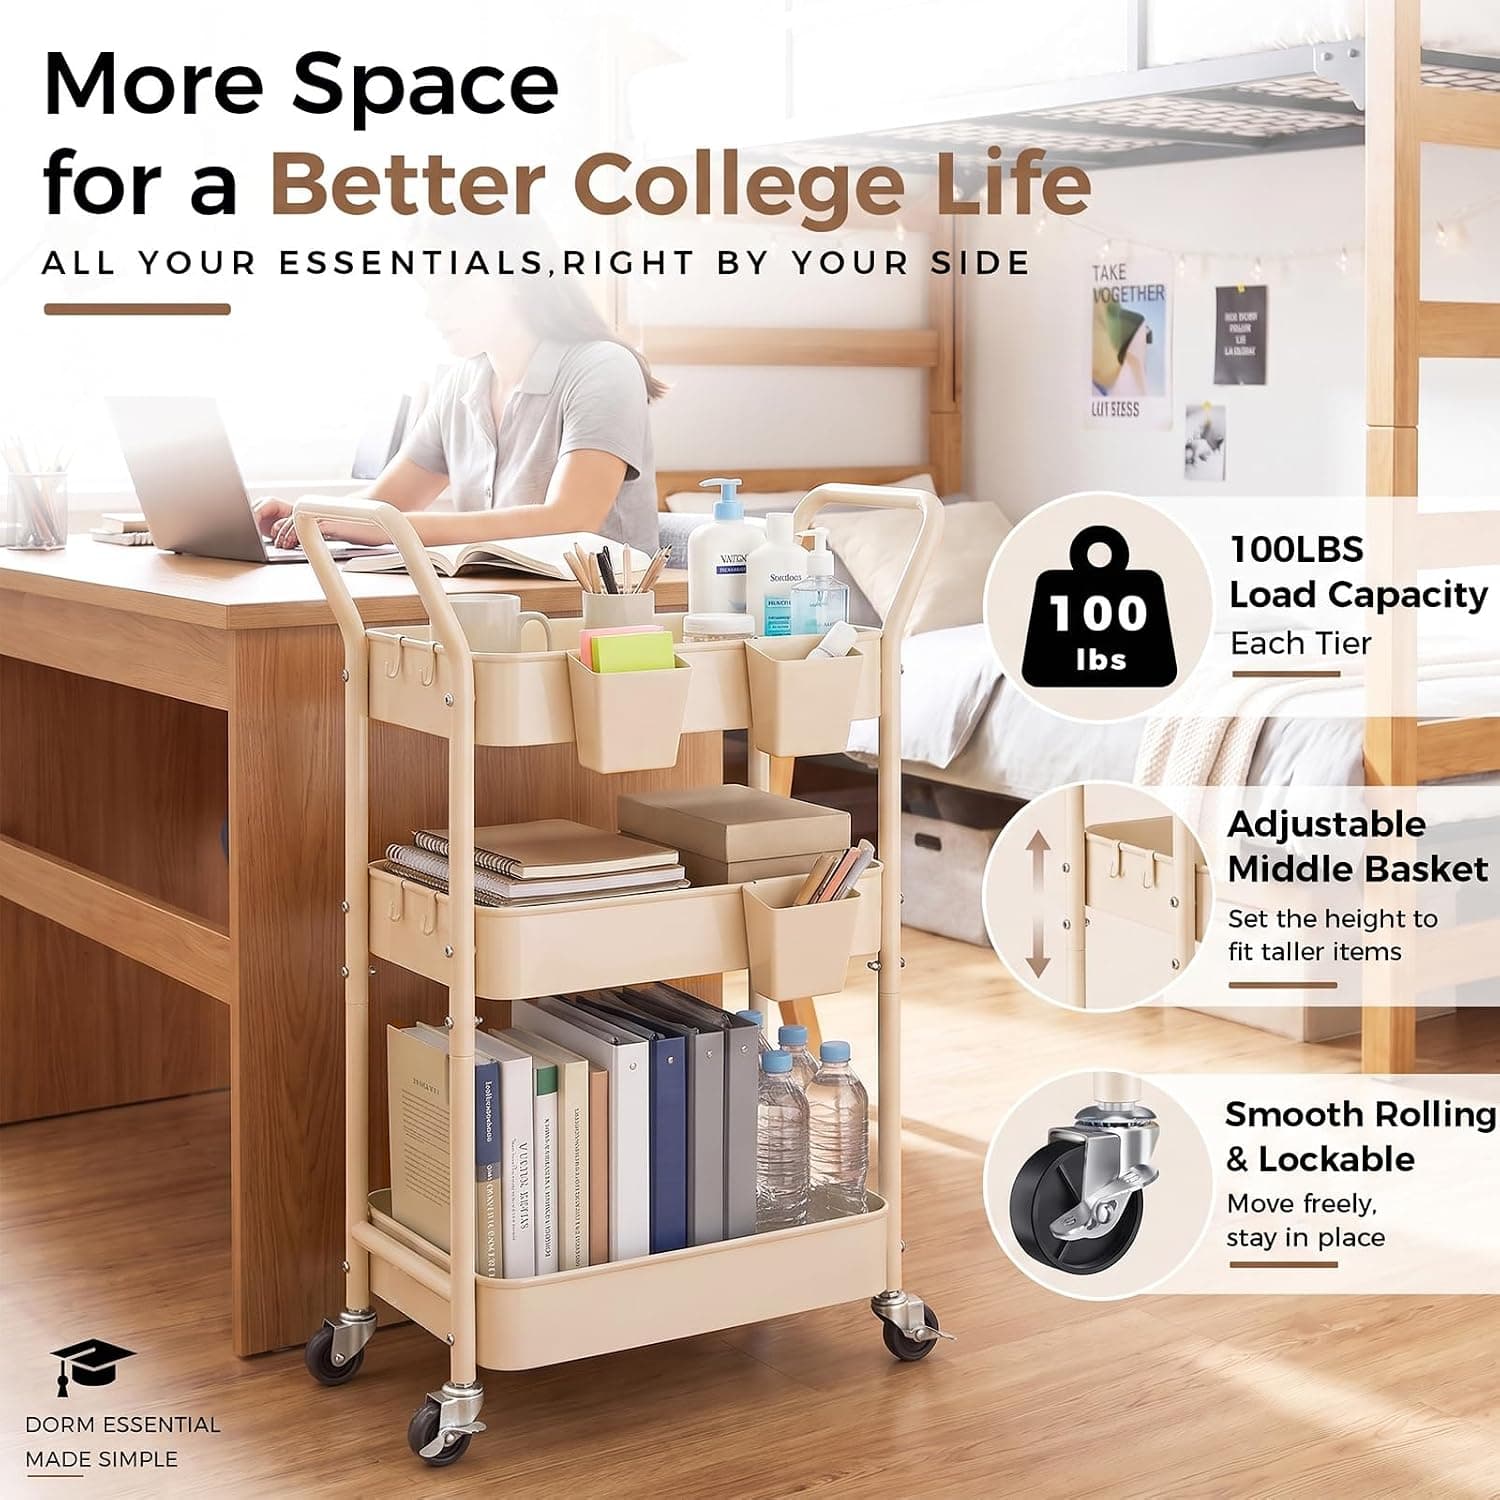 More Space
for a Better College Life
ALL YOUR ESSENTIALS,RIGHT BY YOUR SIDE
TAKE
VOGETHER
100
lbs
100LBS
Load Capacity
Each Tier
Adjustable
Middle Basket
Set the height to
fit taller items
Smooth Rolling
& Lockable
Move freely,
stay in place
DORM ESSENTIAL
MADE SIMPLE